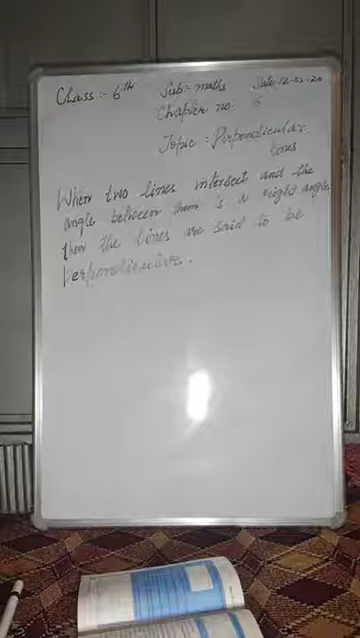 Class :- 6th Sub:- maths Date:-12-02-20
Chapter no: 5
Topic : Perpendicular
lines
When two lines intersect and the
angle between them is a right angle,
then the lines are said to be
perpendicular.